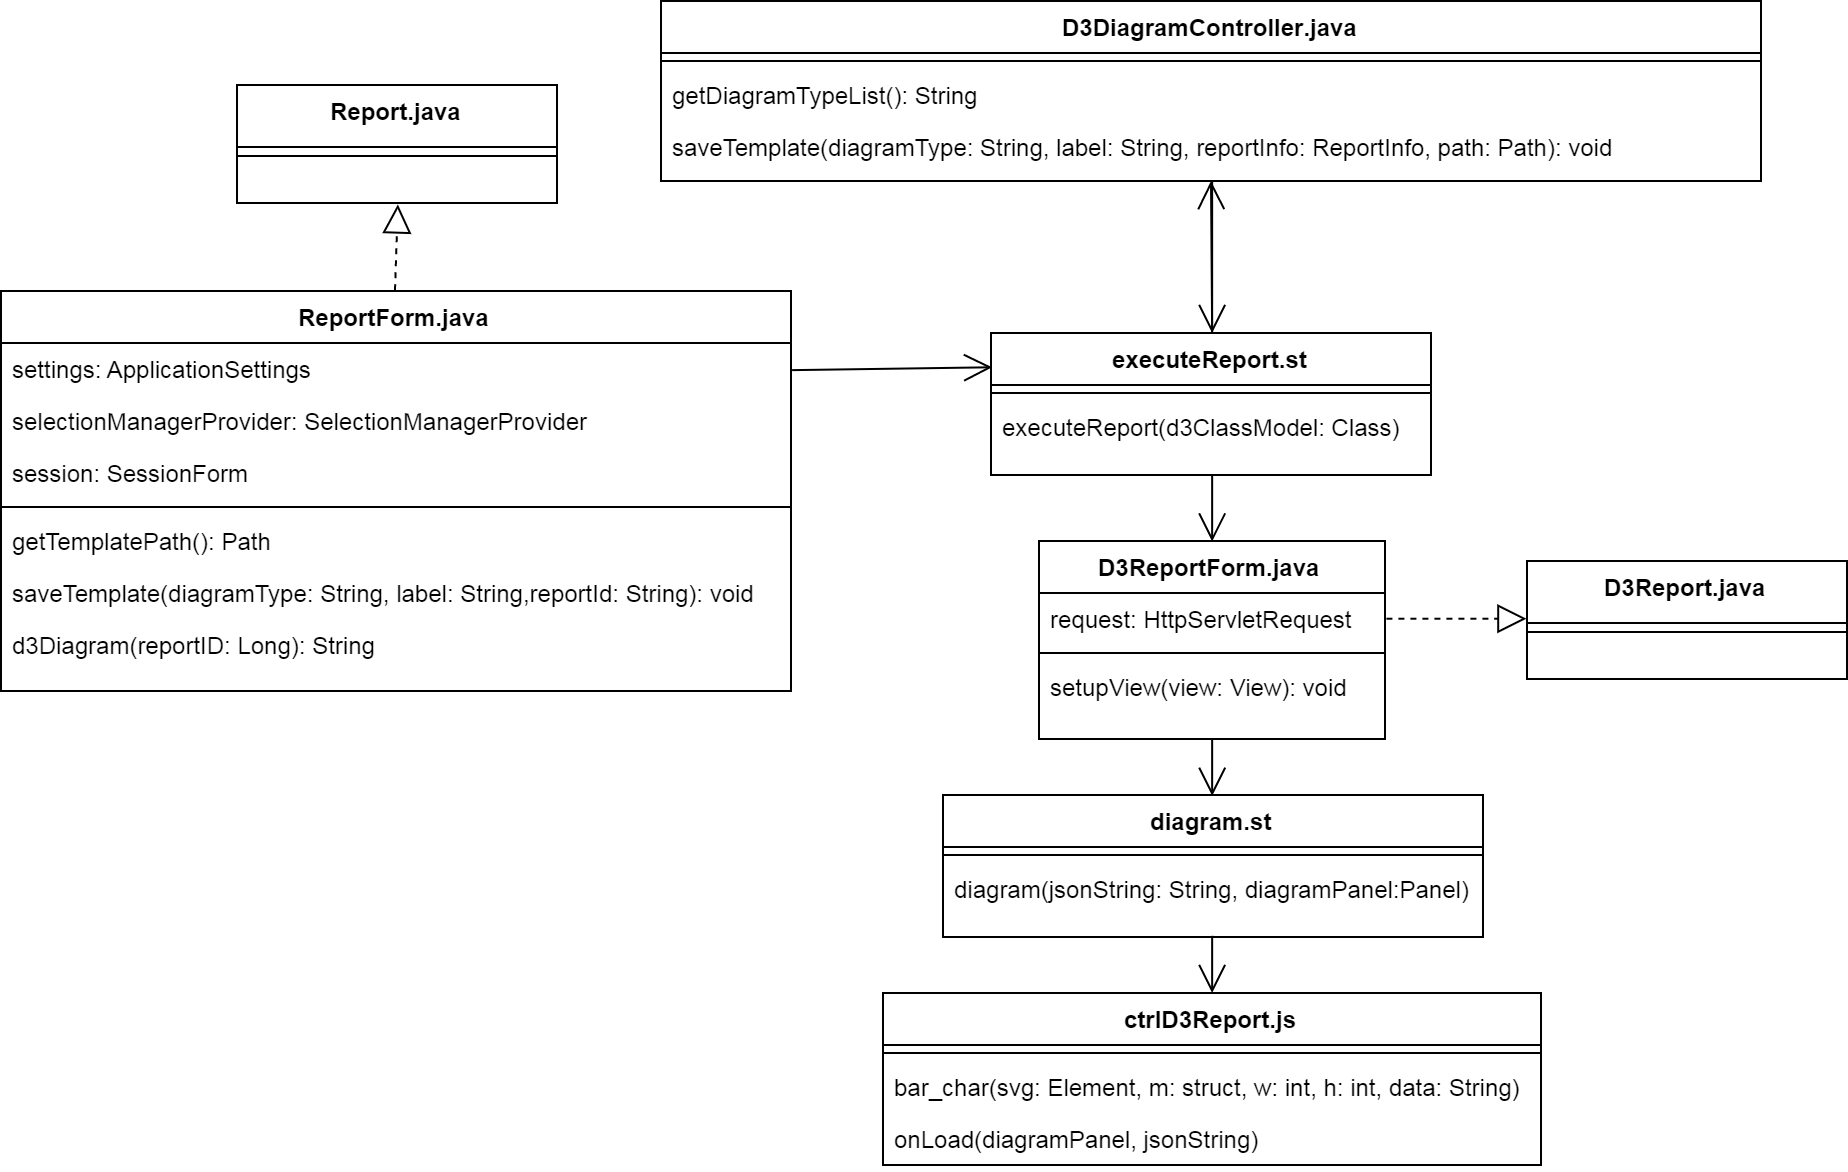 D3DiagramController.java
getDiagramTypeList(): String
saveTemplate(diagramType: String, label: String, reportInfo: ReportInfo, path: Path): void
Report.java
ReportForm.java
settings: ApplicationSettings
selectionManagerProvider: SelectionManagerProvider
session: SessionForm
getTemplatePath(): Path
saveTemplate(diagramType: String, label: String,reportId: String): void
d3Diagram(reportID: Long): String
executeReport.st
executeReport(d3ClassModel: Class)
D3ReportForm.java
request: HttpServletRequest
setupView(view: View): void
D3Report.java
diagram.st
diagram(jsonString: String, diagramPanel:Panel)
ctrlD3Report.js
bar_char(svg: Element, m: struct, w: int, h: int, data: String)
onLoad(diagramPanel, jsonString)